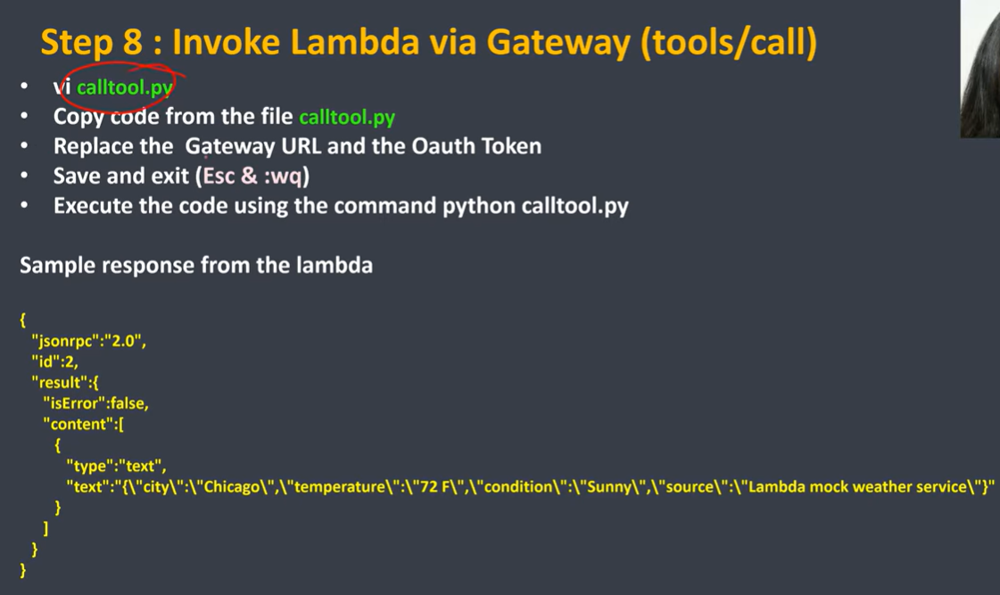 Step 8 : Invoke Lambda via Gateway (tools/call)
• vi calltool.py
• Copy code from the file calltool.py
• Replace the  Gateway URL and the Oauth Token
• Save and exit (Esc & :wq)
• Execute the code using the command python calltool.py
Sample response from the lambda
{
"jsonrpc":"2.0",
"id":2,
"result":{
"isError":false,
"content":[
{
"type":"text",
"text":"{\"city\":\"Chicago\",\"temperature\":\"72 F\",\"condition\":\"Sunny\",\"source\":\"Lambda mock weather service\"}"
}
]
}
}